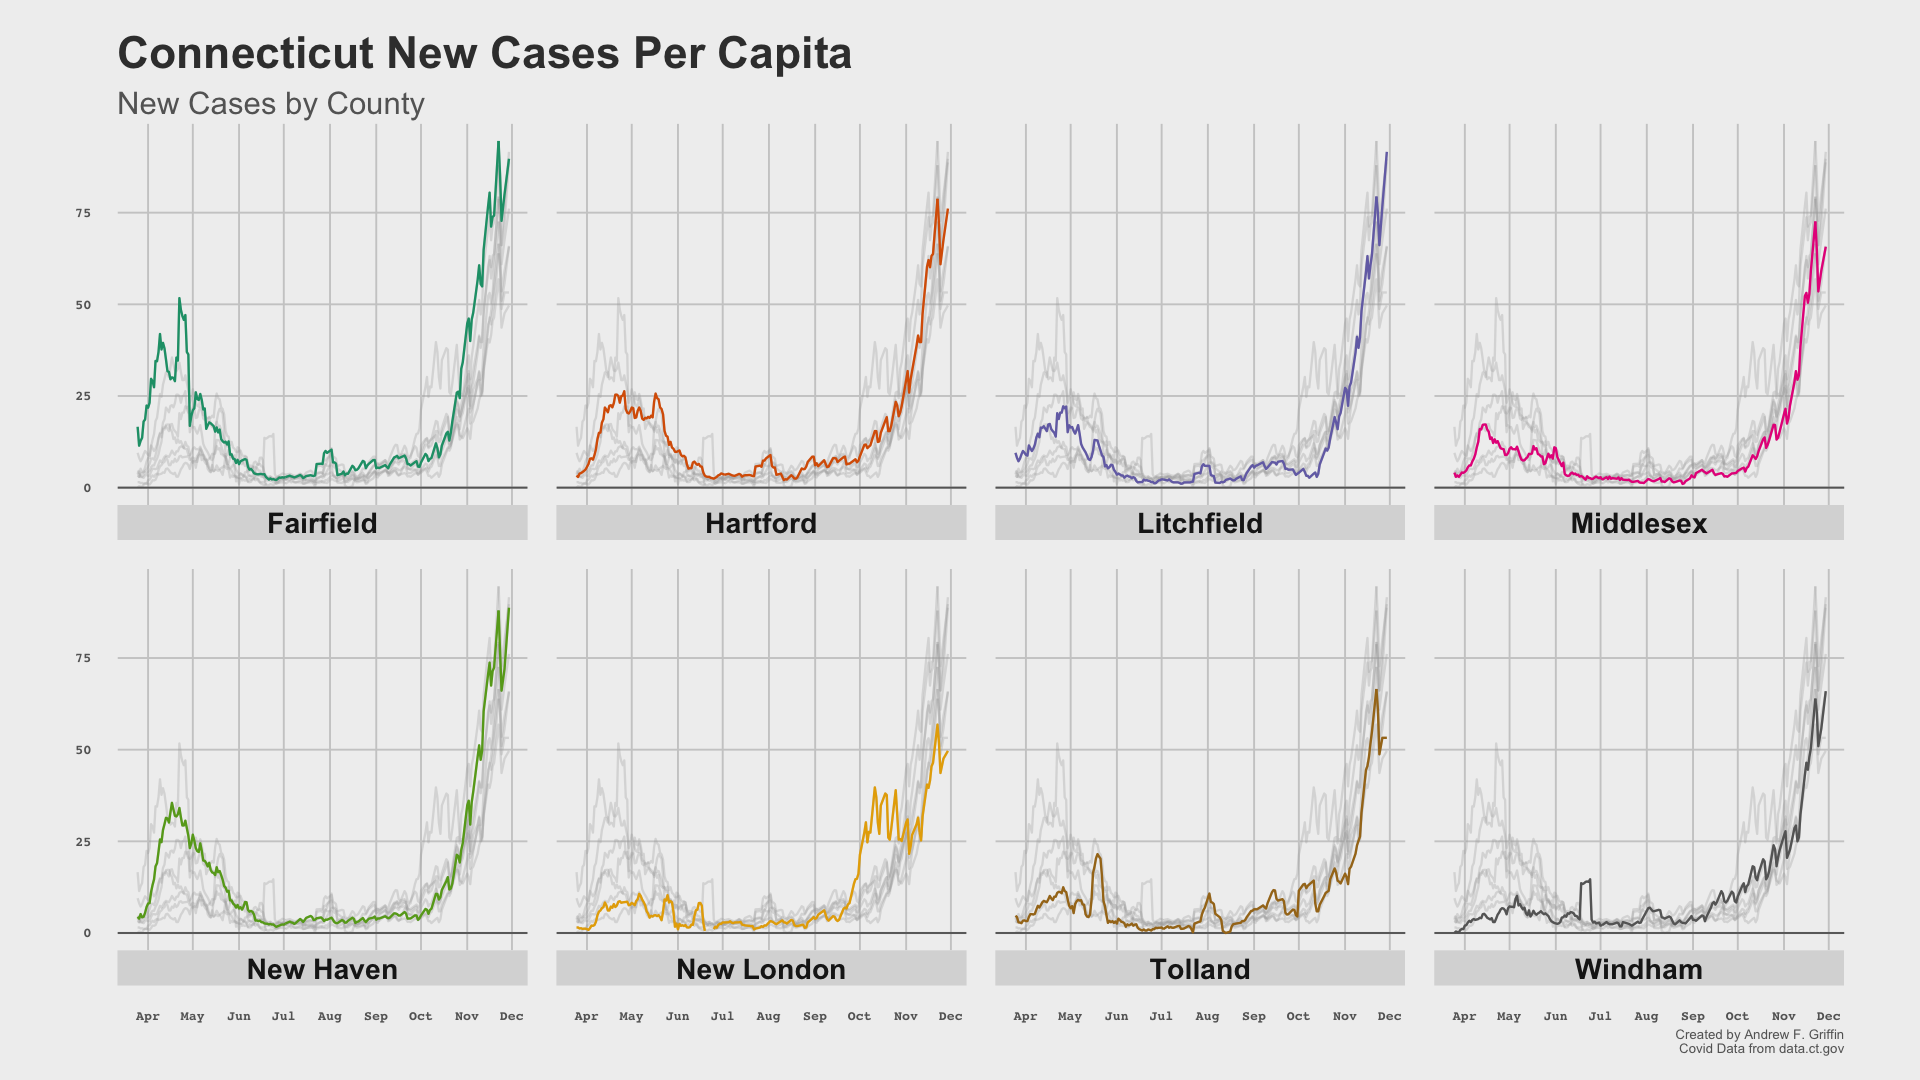 Connecticut New Cases Per Capita
New Cases by County
75
50
25
0
Fairfield
Hartford
Litchfield
Middlesex
75
50
25
0
New Haven
New London
Tolland
Windham
Apr May Jun Jul Aug Sep Oct Nov Dec
Apr May Jun Jul Aug Sep Oct Nov Dec
Apr May Jun Jul Aug Sep Oct Nov Dec
Apr May Jun Jul Aug Sep Oct Nov Dec
Created by Andrew F. Griffin
Covid Data from data.ct.gov